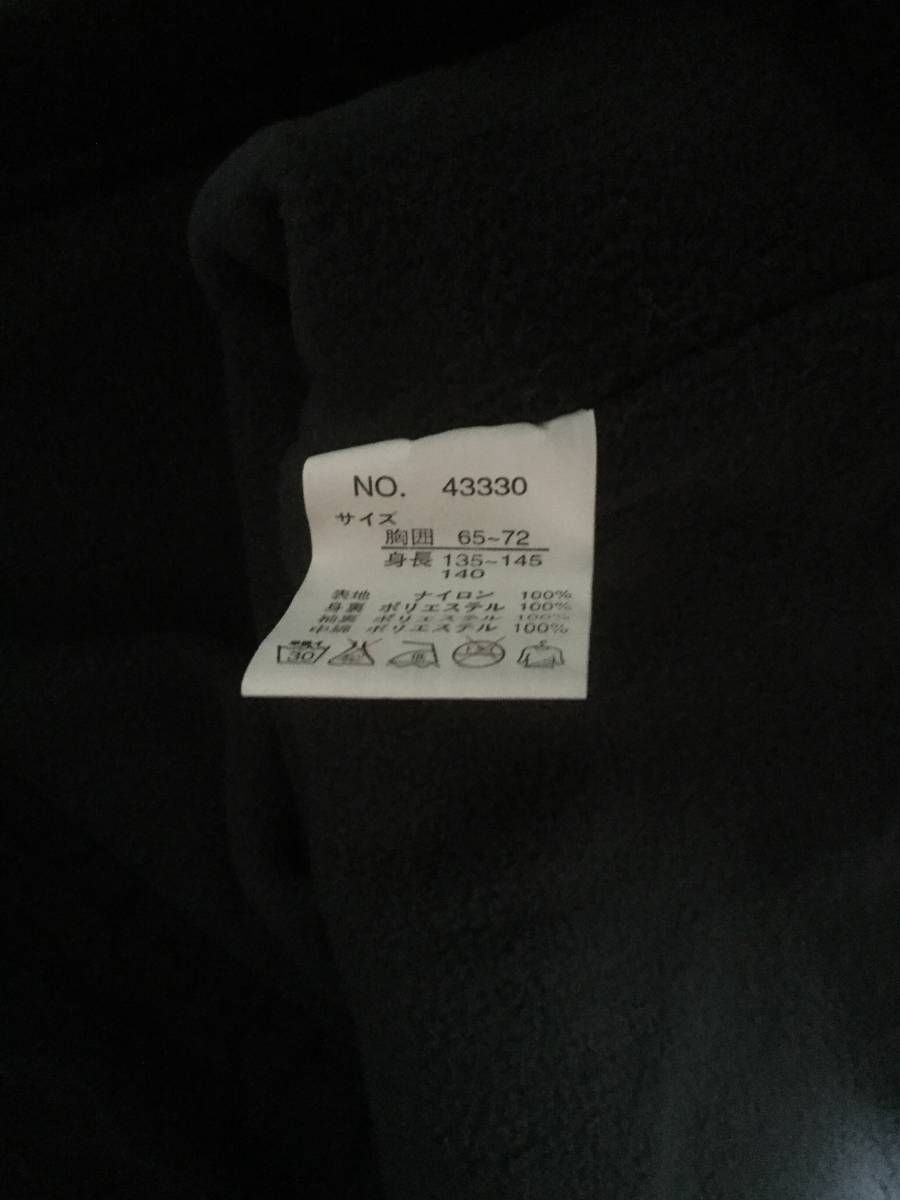 NO. 43330
サイズ
胸囲 65~72
身長 135~145
140
表地 ナイロン 100%
身裏 ポリエステル 100%
袖裏 ポリエステル 100%
中綿 ポリエステル 100%
30
低